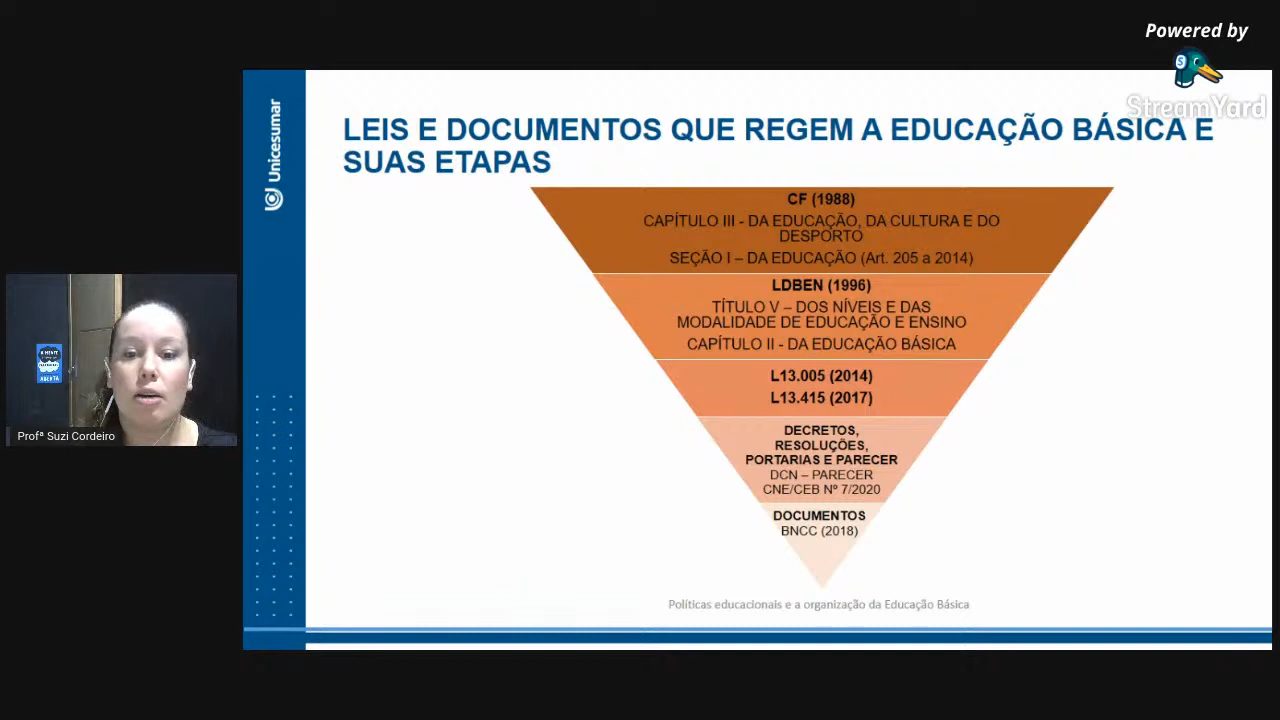 Powered by
StreamYard
Unicesumar
LEIS E DOCUMENTOS QUE REGEM A EDUCAÇÃO BÁSICA E
SUAS ETAPAS
CF (1988)
CAPÍTULO III - DA EDUCAÇÃO, DA CULTURA E DO
DESPORTO
SEÇÃO I – DA EDUCAÇÃO (Art. 205 a 2014)
LDBEN (1996)
TÍTULO V – DOS NÍVEIS E DAS
MODALIDADE DE EDUCAÇÃO E ENSINO
CAPÍTULO II - DA EDUCAÇÃO BÁSICA
L13.005 (2014)
L13.415 (2017)
DECRETOS,
RESOLUÇÕES,
PORTARIAS E PARECER
DCN – PARECER
CNE/CEB Nº 7/2020
DOCUMENTOS
BNCC (2018)
Políticas educacionais e a organização da Educação Básica
A MENTE
ABERTA
Profª Suzi Cordeiro